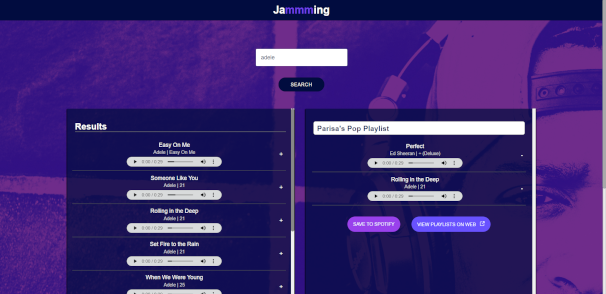 Jammming
adele
SEARCH
Results
Easy On Me
Adele | Easy On Me
0:00 / 0:29
Someone Like You
Adele | 21
0:00 / 0:29
Rolling in the Deep
Adele | 21
0:00 / 0:29
Set Fire to the Rain
Adele | 21
0:00 / 0:29
When We Were Young
Adele | 25
0:00 / 0:29
Parisa's Pop Playlist
Perfect
Ed Sheeran | ÷ (Deluxe)
0:00 / 0:29
Rolling in the Deep
Adele | 21
0:00 / 0:29
SAVE TO SPOTIFY
VIEW PLAYLISTS ON WEB